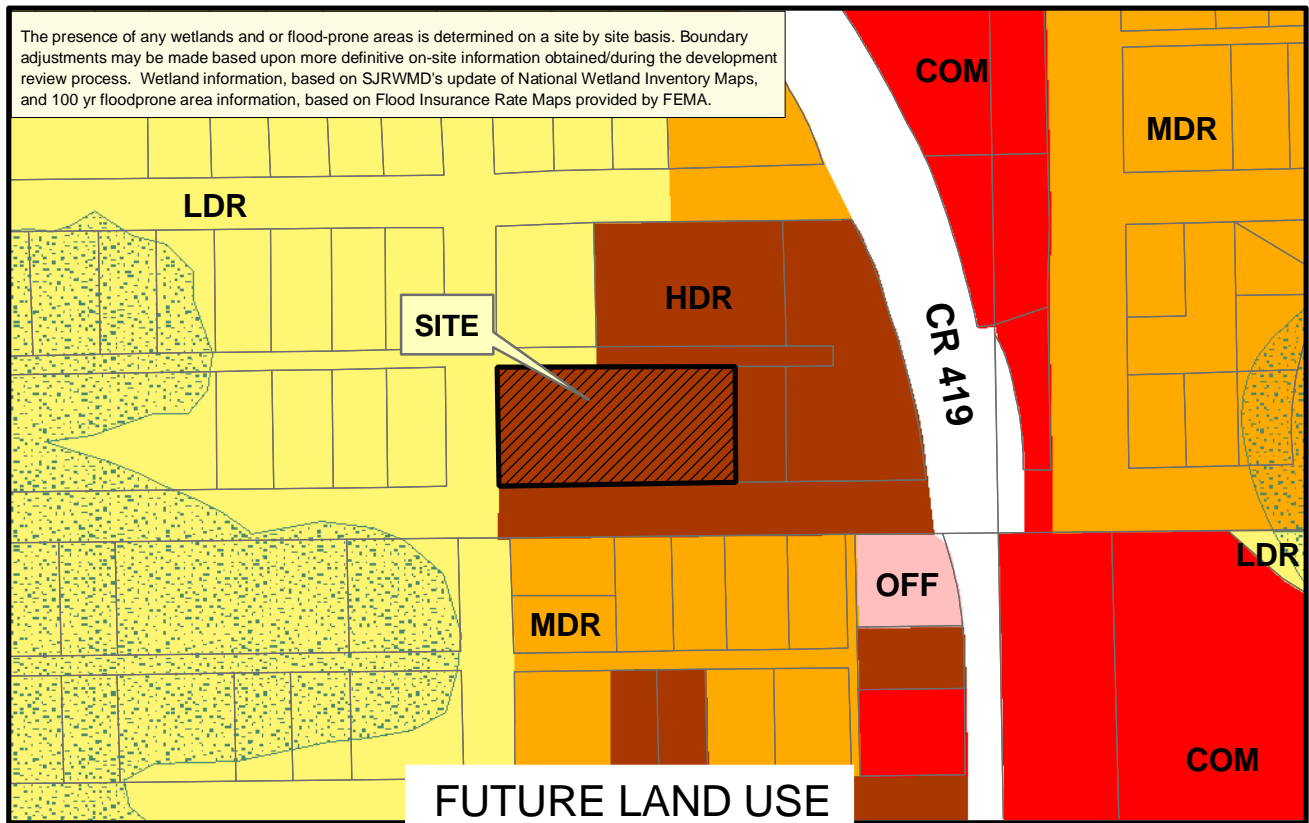 The presence of any wetlands and or flood-prone areas is determined on a site by site basis. Boundary
adjustments may be made based upon more definitive on-site information obtained/during the development
review process.  Wetland information, based on SJRWMD's update of National Wetland Inventory Maps,
and 100 yr floodprone area information, based on Flood Insurance Rate Maps provided by FEMA.
COM
MDR
LDR
HDR
SITE
CR 419
LDR
OFF
MDR
COM
FUTURE LAND USE